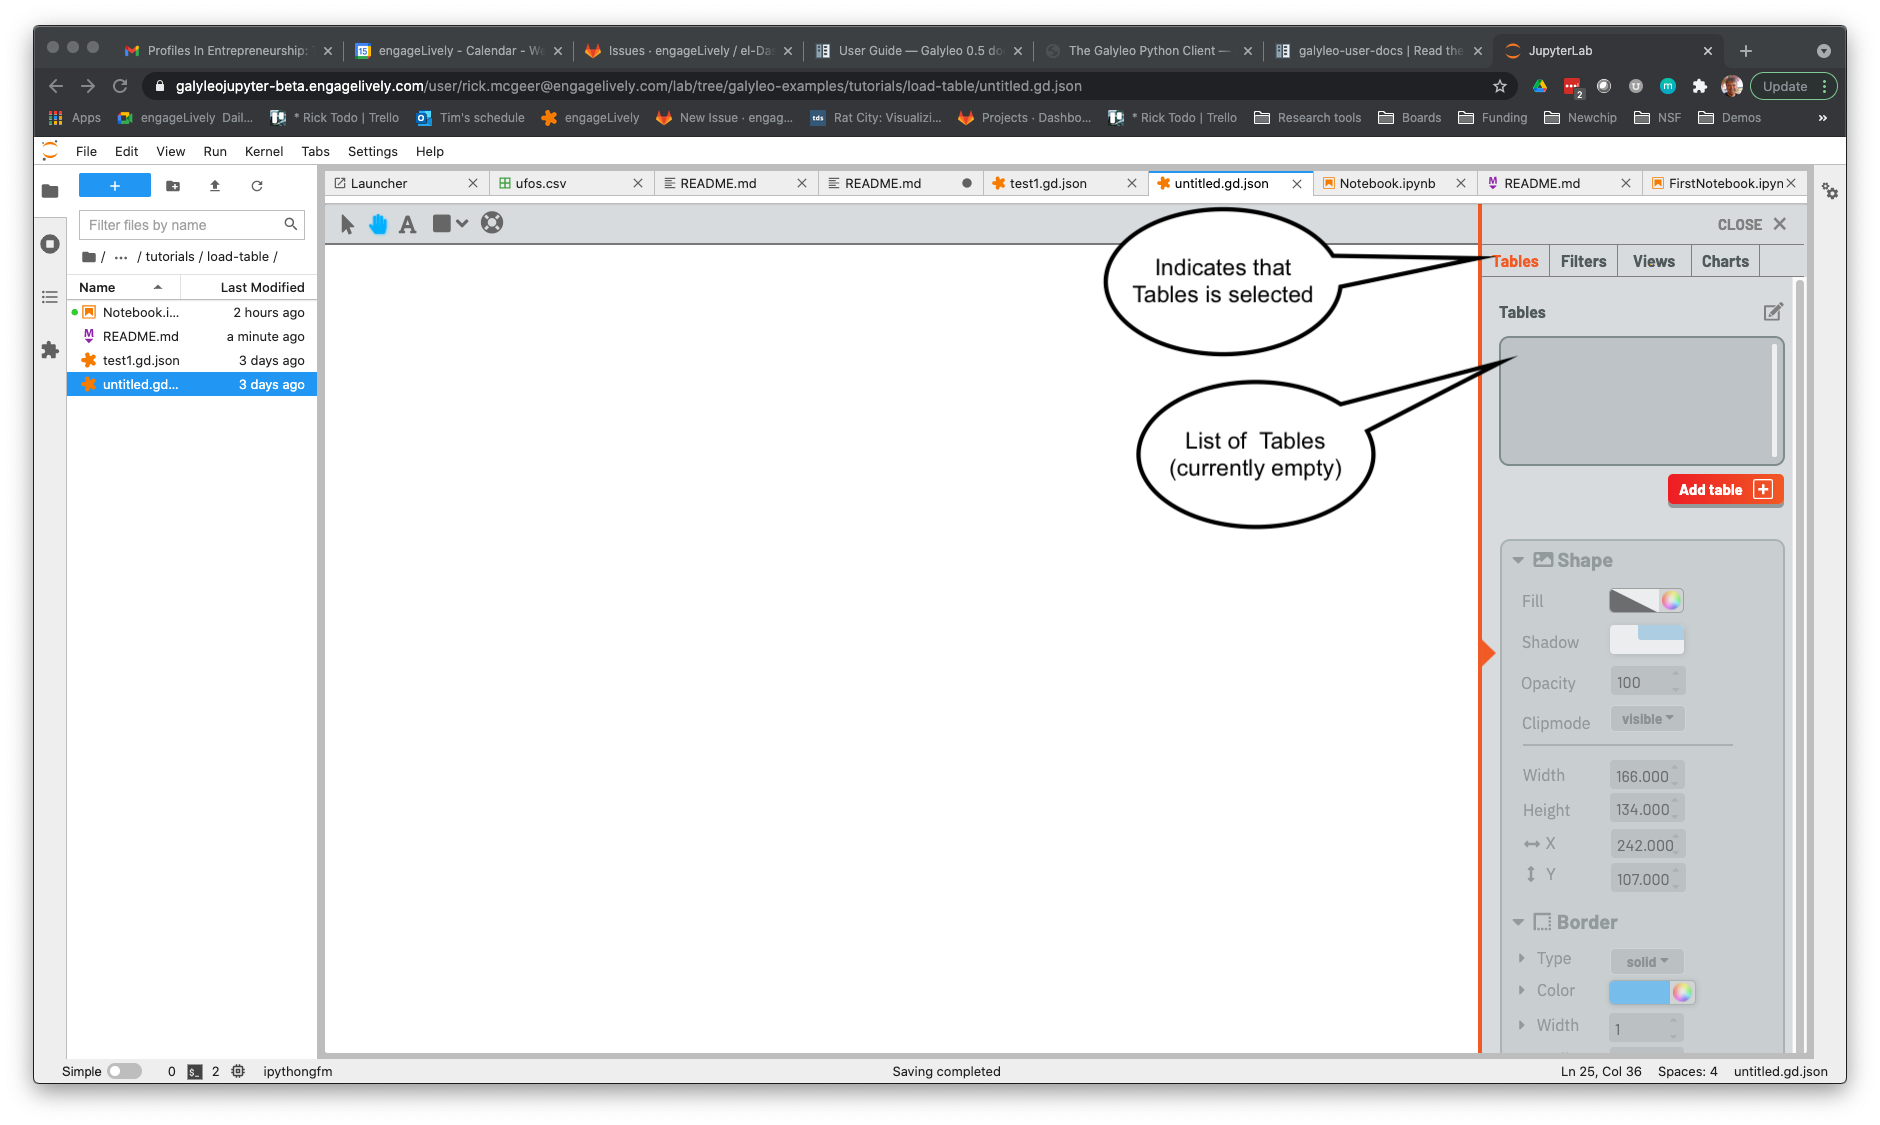 Profiles In Entrepreneurship:
engageLively - Calendar - We
Issues · engageLively / el-Das
User Guide — Galyleo 0.5 do
The Galyleo Python Client —
galyleo-user-docs | Read the
JupyterLab
galyleojupyter-beta.engagelively.com/user/rick.mcgeer@engagelively.com/lab/tree/galyleo-examples/tutorials/load-table/untitled.gd.json
2
Update
Apps
engageLively Dail...
* Rick Todo | Trello
Tim's schedule
engageLively
New Issue · engag...
tds Rat City: Visualizi...
Projects · Dashbo...
* Rick Todo | Trello
Research tools
Boards
Funding
Newchip
NSF
Demos
»
File Edit View Run Kernel Tabs Settings Help
+
Launcher
ufos.csv
README.md
README.md
test1.gd.json
untitled.gd.json
Notebook.ipynb
README.md
FirstNotebook.ipyn
Filter files by name
/ ... / tutorials / load-table /
Name Last Modified
Notebook.i... 2 hours ago
README.md a minute ago
test1.gd.json 3 days ago
untitled.gd... 3 days ago
A
CLOSE
Indicates that
Tables is selected
Tables Filters Views Charts
Tables
List of Tables
(currently empty)
Add table
Shape
Fill
Shadow
Opacity 100
Clipmode visible
Width 166.000
Height 134.000
X 242.000
Y 107.000
Border
Type solid
Color
Width 1
Simple 0 2 ipythongfm
Saving completed
Ln 25, Col 36 Spaces: 4 untitled.gd.json